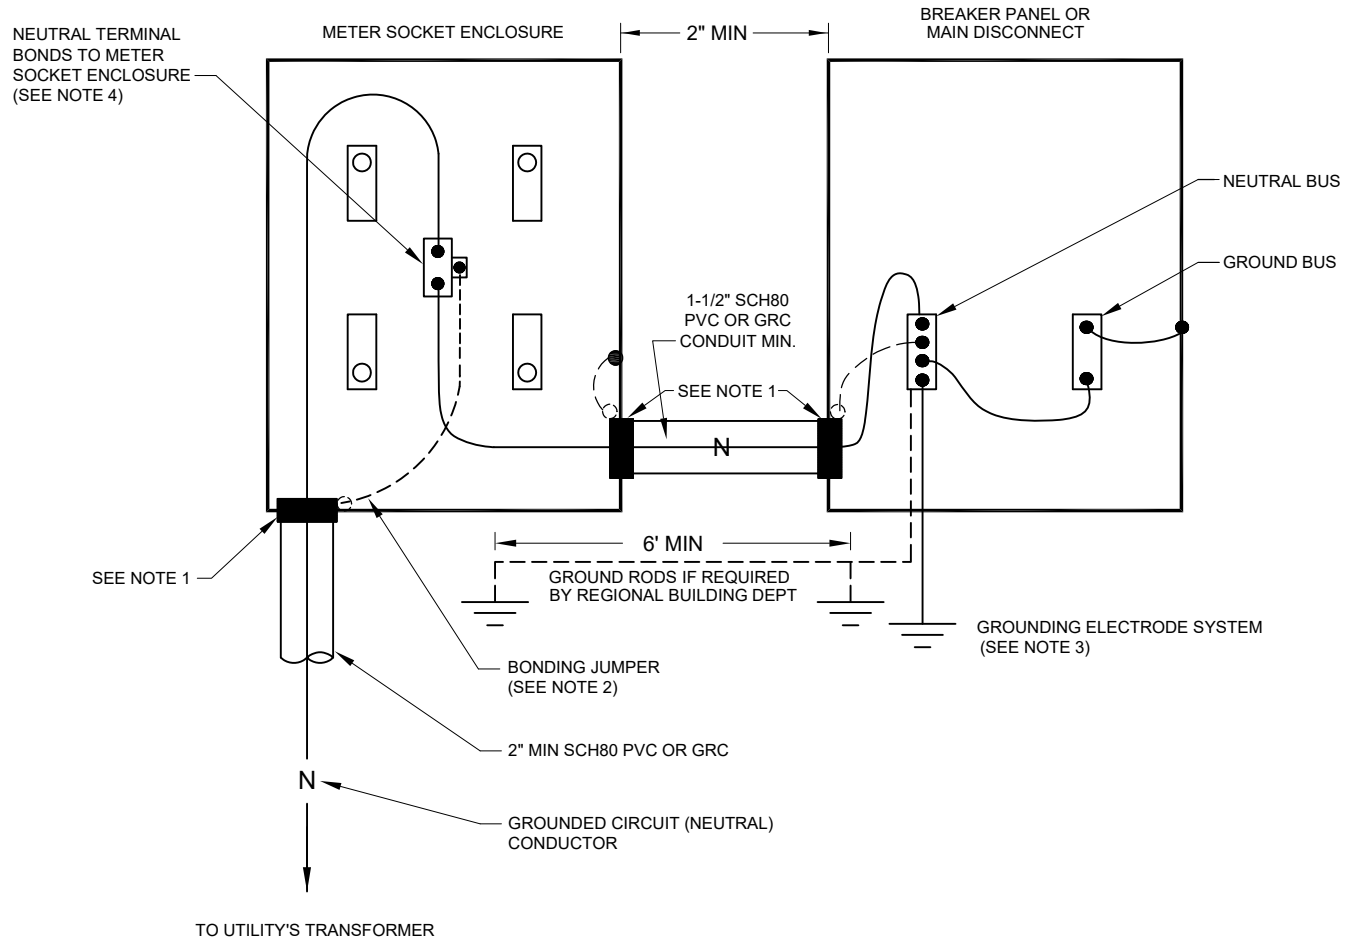 NEUTRAL TERMINAL
BONDS TO METER
SOCKET ENCLOSURE
(SEE NOTE 4)
METER SOCKET ENCLOSURE
2" MIN
BREAKER PANEL OR
MAIN DISCONNECT
NEUTRAL BUS
GROUND BUS
1-1/2" SCH80
PVC OR GRC
CONDUIT MIN.
SEE NOTE 1
N
6' MIN
GROUND RODS IF REQUIRED
BY REGIONAL BUILDING DEPT
SEE NOTE 1
GROUNDING ELECTRODE SYSTEM
(SEE NOTE 3)
BONDING JUMPER
(SEE NOTE 2)
2" MIN SCH80 PVC OR GRC
N
GROUNDED CIRCUIT (NEUTRAL)
CONDUCTOR
TO UTILITY'S TRANSFORMER